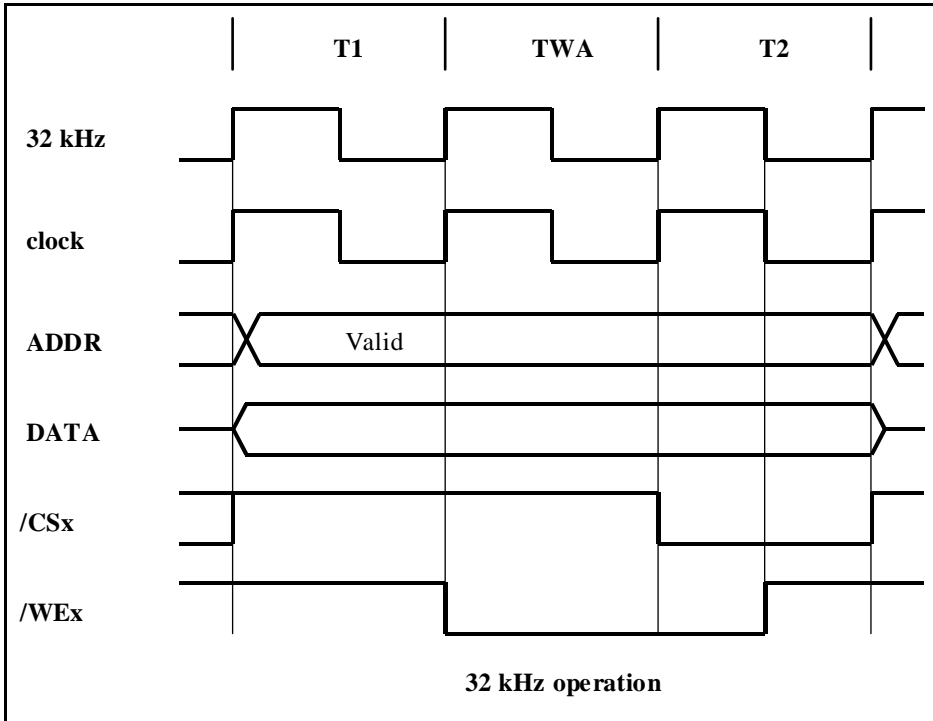 T1 TWA T2
32 kHz
clock
ADDR Valid
DATA
/CSx
/WEx
32 kHz operation